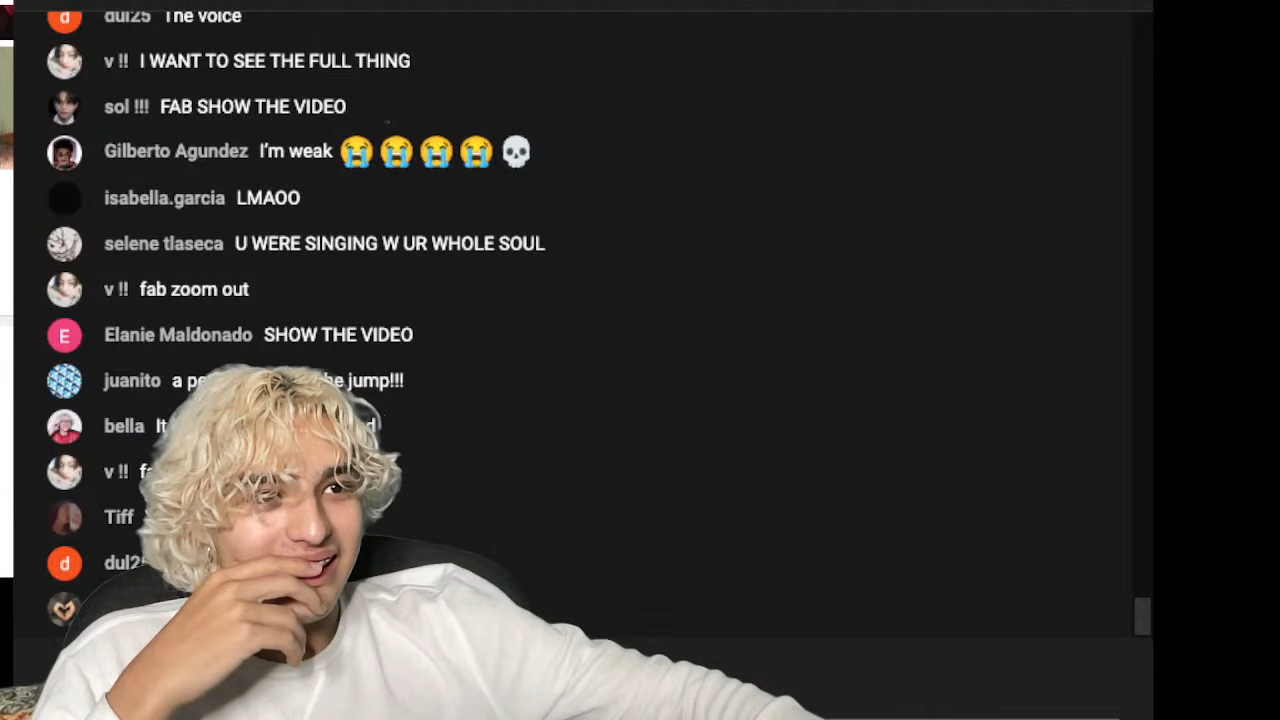 dul25 The voice
v !! I WANT TO SEE THE FULL THING
sol !!! FAB SHOW THE VIDEO
Gilberto Agundez I'm weak 😭😭😭😭💀
isabella.garcia LMAOO
selene tlaseca U WERE SINGING W UR WHOLE SOUL
v !! fab zoom out
E Elanie Maldonado SHOW THE VIDEO
juanito a he jump!!!
bella It
v !!
Tiff
d